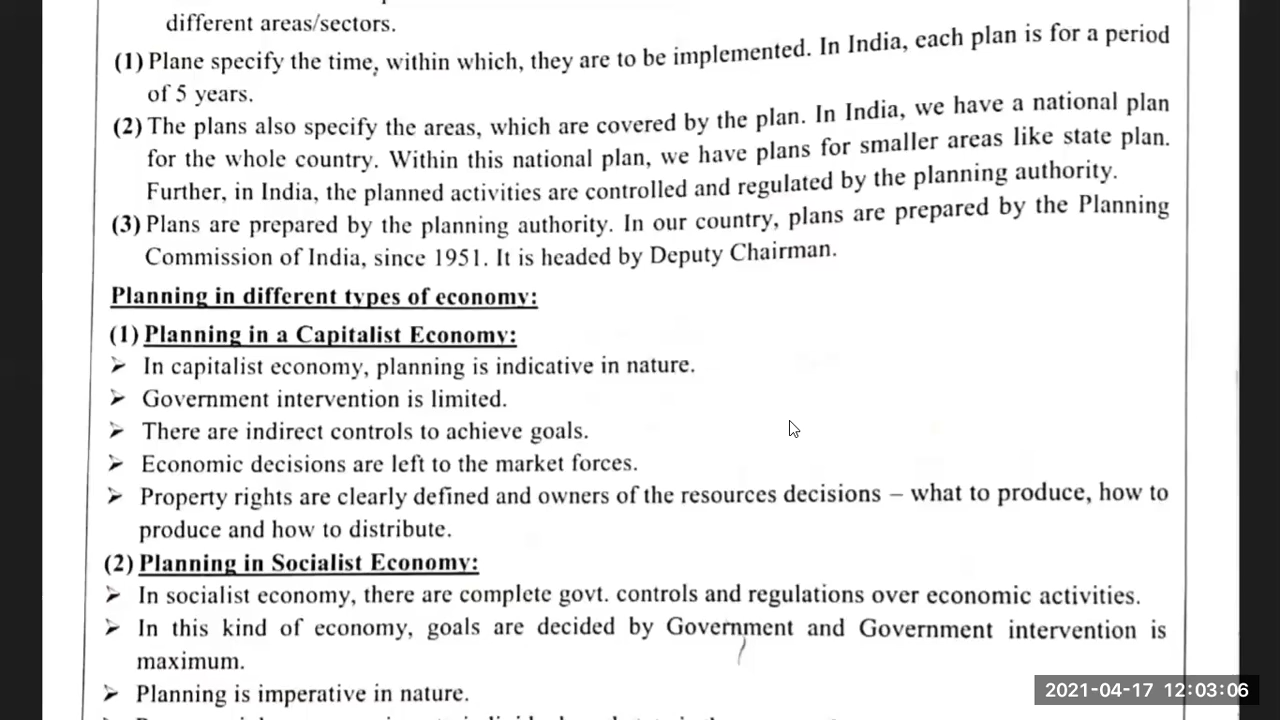 different areas/sectors.
(1) Plane specify the time, within which, they are to be implemented. In India, each plan is for a period
of 5 years.
(2) The plans also specify the areas, which are covered by the plan. In India, we have a national plan
for the whole country. Within this national plan, we have plans for smaller areas like state plan.
Further, in India, the planned activities are controlled and regulated by the planning authority.
(3) Plans are prepared by the planning authority. In our country, plans are prepared by the Planning
Commission of India, since 1951. It is headed by Deputy Chairman.
Planning in different types of economy:
(1) Planning in a Capitalist Economy:
➢ In capitalist economy, planning is indicative in nature.
➢ Government intervention is limited.
➢ There are indirect controls to achieve goals.
➢ Economic decisions are left to the market forces.
➢ Property rights are clearly defined and owners of the resources decisions – what to produce, how to
produce and how to distribute.
(2) Planning in Socialist Economy:
➢ In socialist economy, there are complete govt. controls and regulations over economic activities.
➢ In this kind of economy, goals are decided by Government and Government intervention is
maximum.
➢ Planning is imperative in nature.
2021-04-17 12:03:06